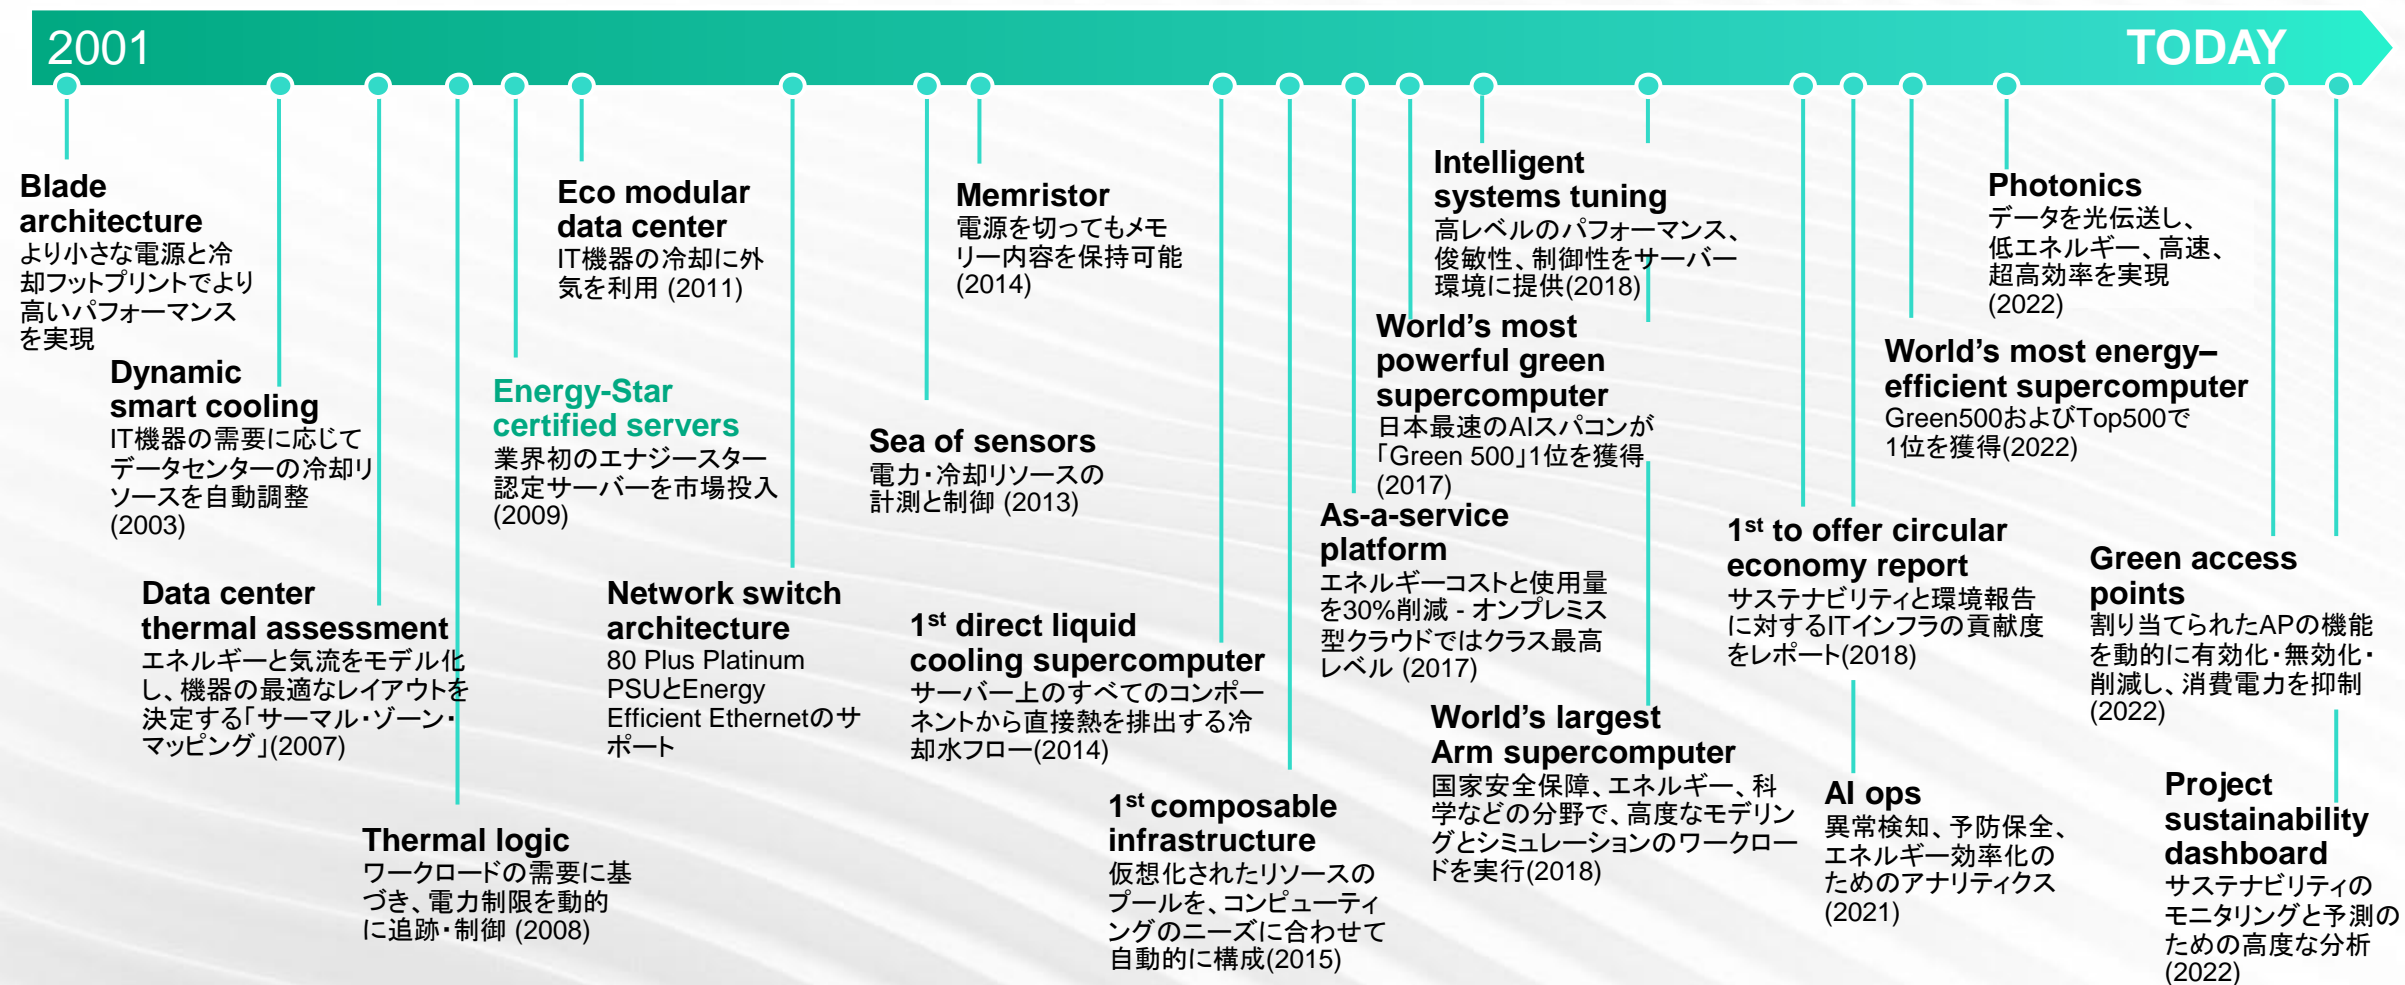 2001
TODAY
Blade
architecture
より小さな電源と冷
却フットプリントでより
高いパフォーマンス
を実現
Dynamic
smart cooling
IT機器の需要に応じて
データセンターの冷却リ
ソースを自動調整
(2003)
Data center
thermal assessment
エネルギーと気流をモデル化
し、機器の最適なレイアウトを
決定する「サーマル・ゾーン・
マッピング」(2007)
Thermal logic
ワークロードの需要に基
づき、電力制限を動的
に追跡・制御 (2008)
Energy-Star
certified servers
業界初のエナジースター
認定サーバーを市場投入
(2009)
Eco modular
data center
IT機器の冷却に外
気を利用 (2011)
Network switch
architecture
80 Plus Platinum
PSUとEnergy
Efficient Ethernetのサ
ポート
Sea of sensors
電力・冷却リソースの
計測と制御 (2013)
Memristor
電源を切ってもメモ
リー内容を保持可能
(2014)
1st direct liquid
cooling supercomputer
サーバー上のすべてのコンポー
ネントから直接熱を排出する冷
却水フロー(2014)
1st composable
infrastructure
仮想化されたリソースの
プールを、コンピューティ
ングのニーズに合わせて
自動的に構成(2015)
As-a-service
platform
エネルギーコストと使用量
を30%削減 - オンプレミス
型クラウドではクラス最高
レベル (2017)
World's most
powerful green
supercomputer
日本最速のAIスパコンが
「Green 500」1位を獲得
(2017)
Intelligent
systems tuning
高レベルのパフォーマンス、
俊敏性、制御性をサーバー
環境に提供(2018)
World's largest
Arm supercomputer
国家安全保障、エネルギー、科
学などの分野で、高度なモデリン
グとシミュレーションのワークロー
ドを実行(2018)
1st to offer circular
economy report
サステナビリティと環境報告
に対するITインフラの貢献度
をレポート(2018)
AI ops
異常検知、予防保全、
エネルギー効率化の
ためのアナリティクス
(2021)
World's most energy–
efficient supercomputer
Green500およびTop500で
1位を獲得(2022)
Photonics
データを光伝送し、
低エネルギー、高速、
超高効率を実現
(2022)
Green access
points
割り当てられたAPの機能
を動的に有効化・無効化・
削減し、消費電力を抑制
(2022)
Project
sustainability
dashboard
サステナビリティの
モニタリングと予測の
ための高度な分析
(2022)